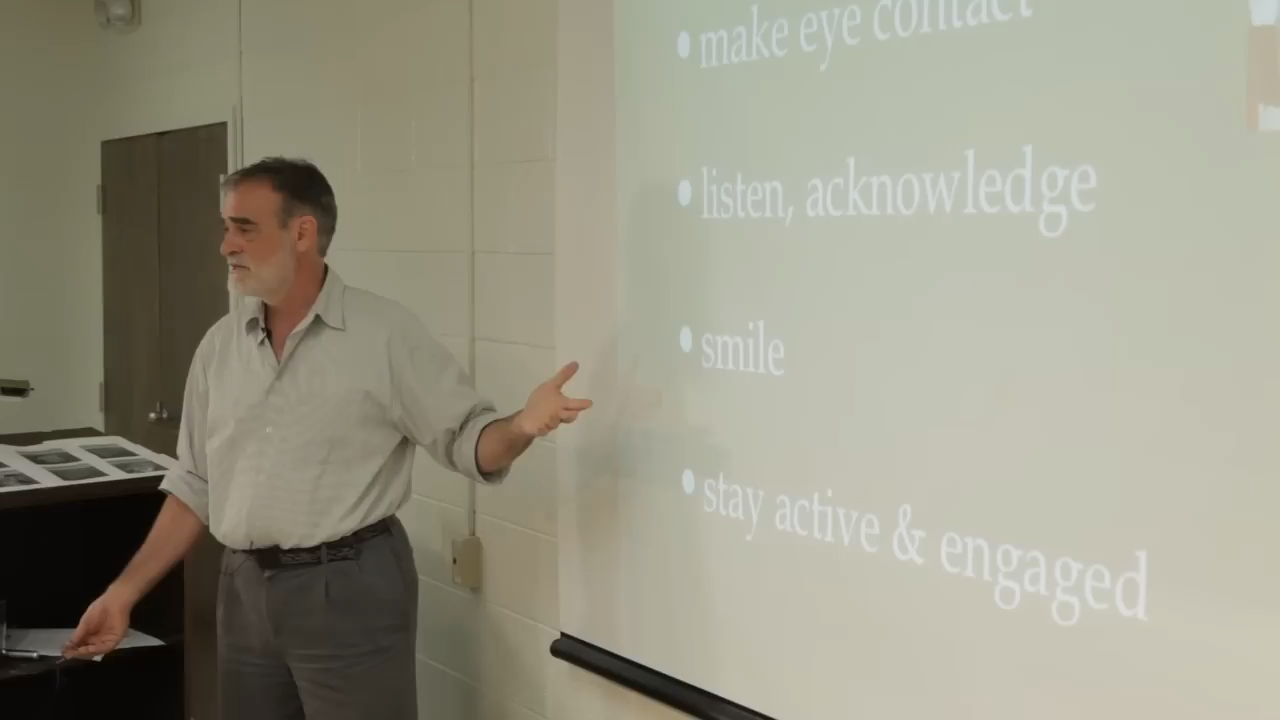 • make eye contact
• listen, acknowledge
• smile
• stay active & engaged